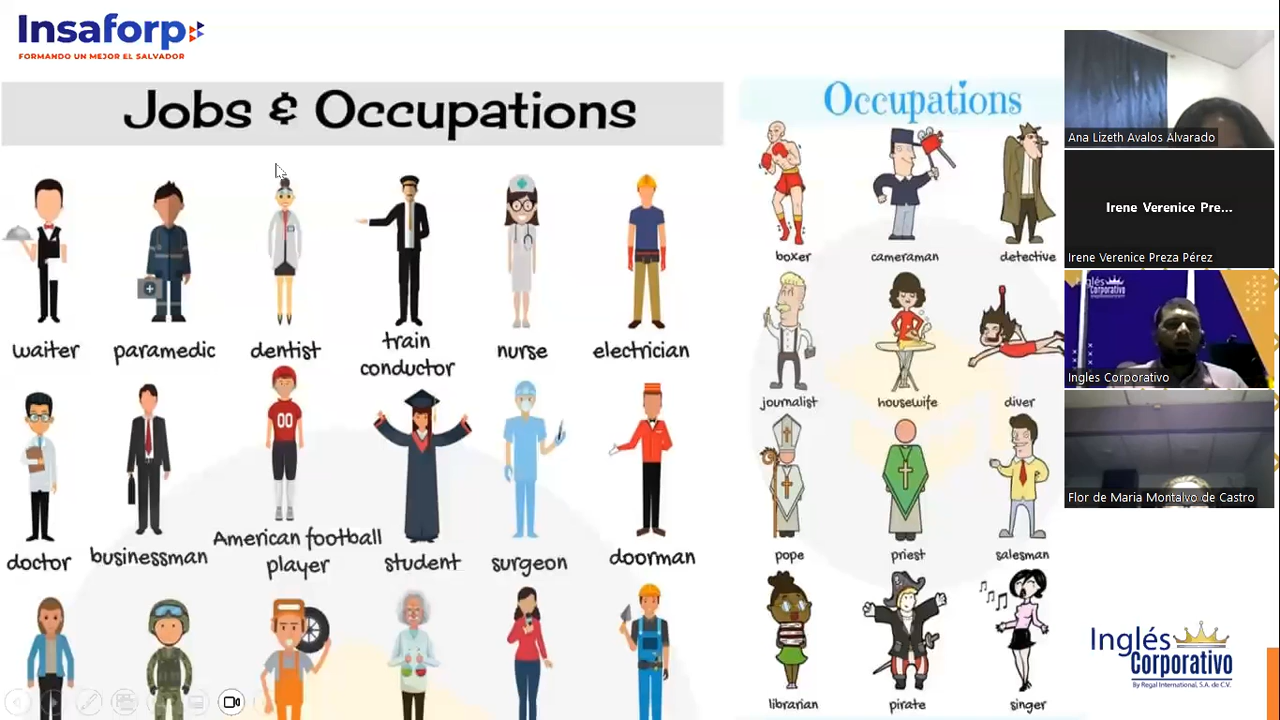 Insaforp
FORMANDO UN MEJOR EL SALVADOR
Jobs & Occupations
waiter
paramedic
dentist
train
conductor
nurse
electrician
doctor
businessman
00
American football
player
student
surgeon
doorman
Occupations
boxer
cameraman
detective
journalist
housewife
diver
pope
priest
salesman
librarian
pirate
singer
Ana Lizeth Avalos Alvarado
Irene Verenice Pre...
Irene Verenice Preza Pérez
Inglés
Corporativo
Ingles Corporativo
Flor de Maria Montalvo de Castro
Inglés
Corporativo
By Regal International, S.A. de C.V.